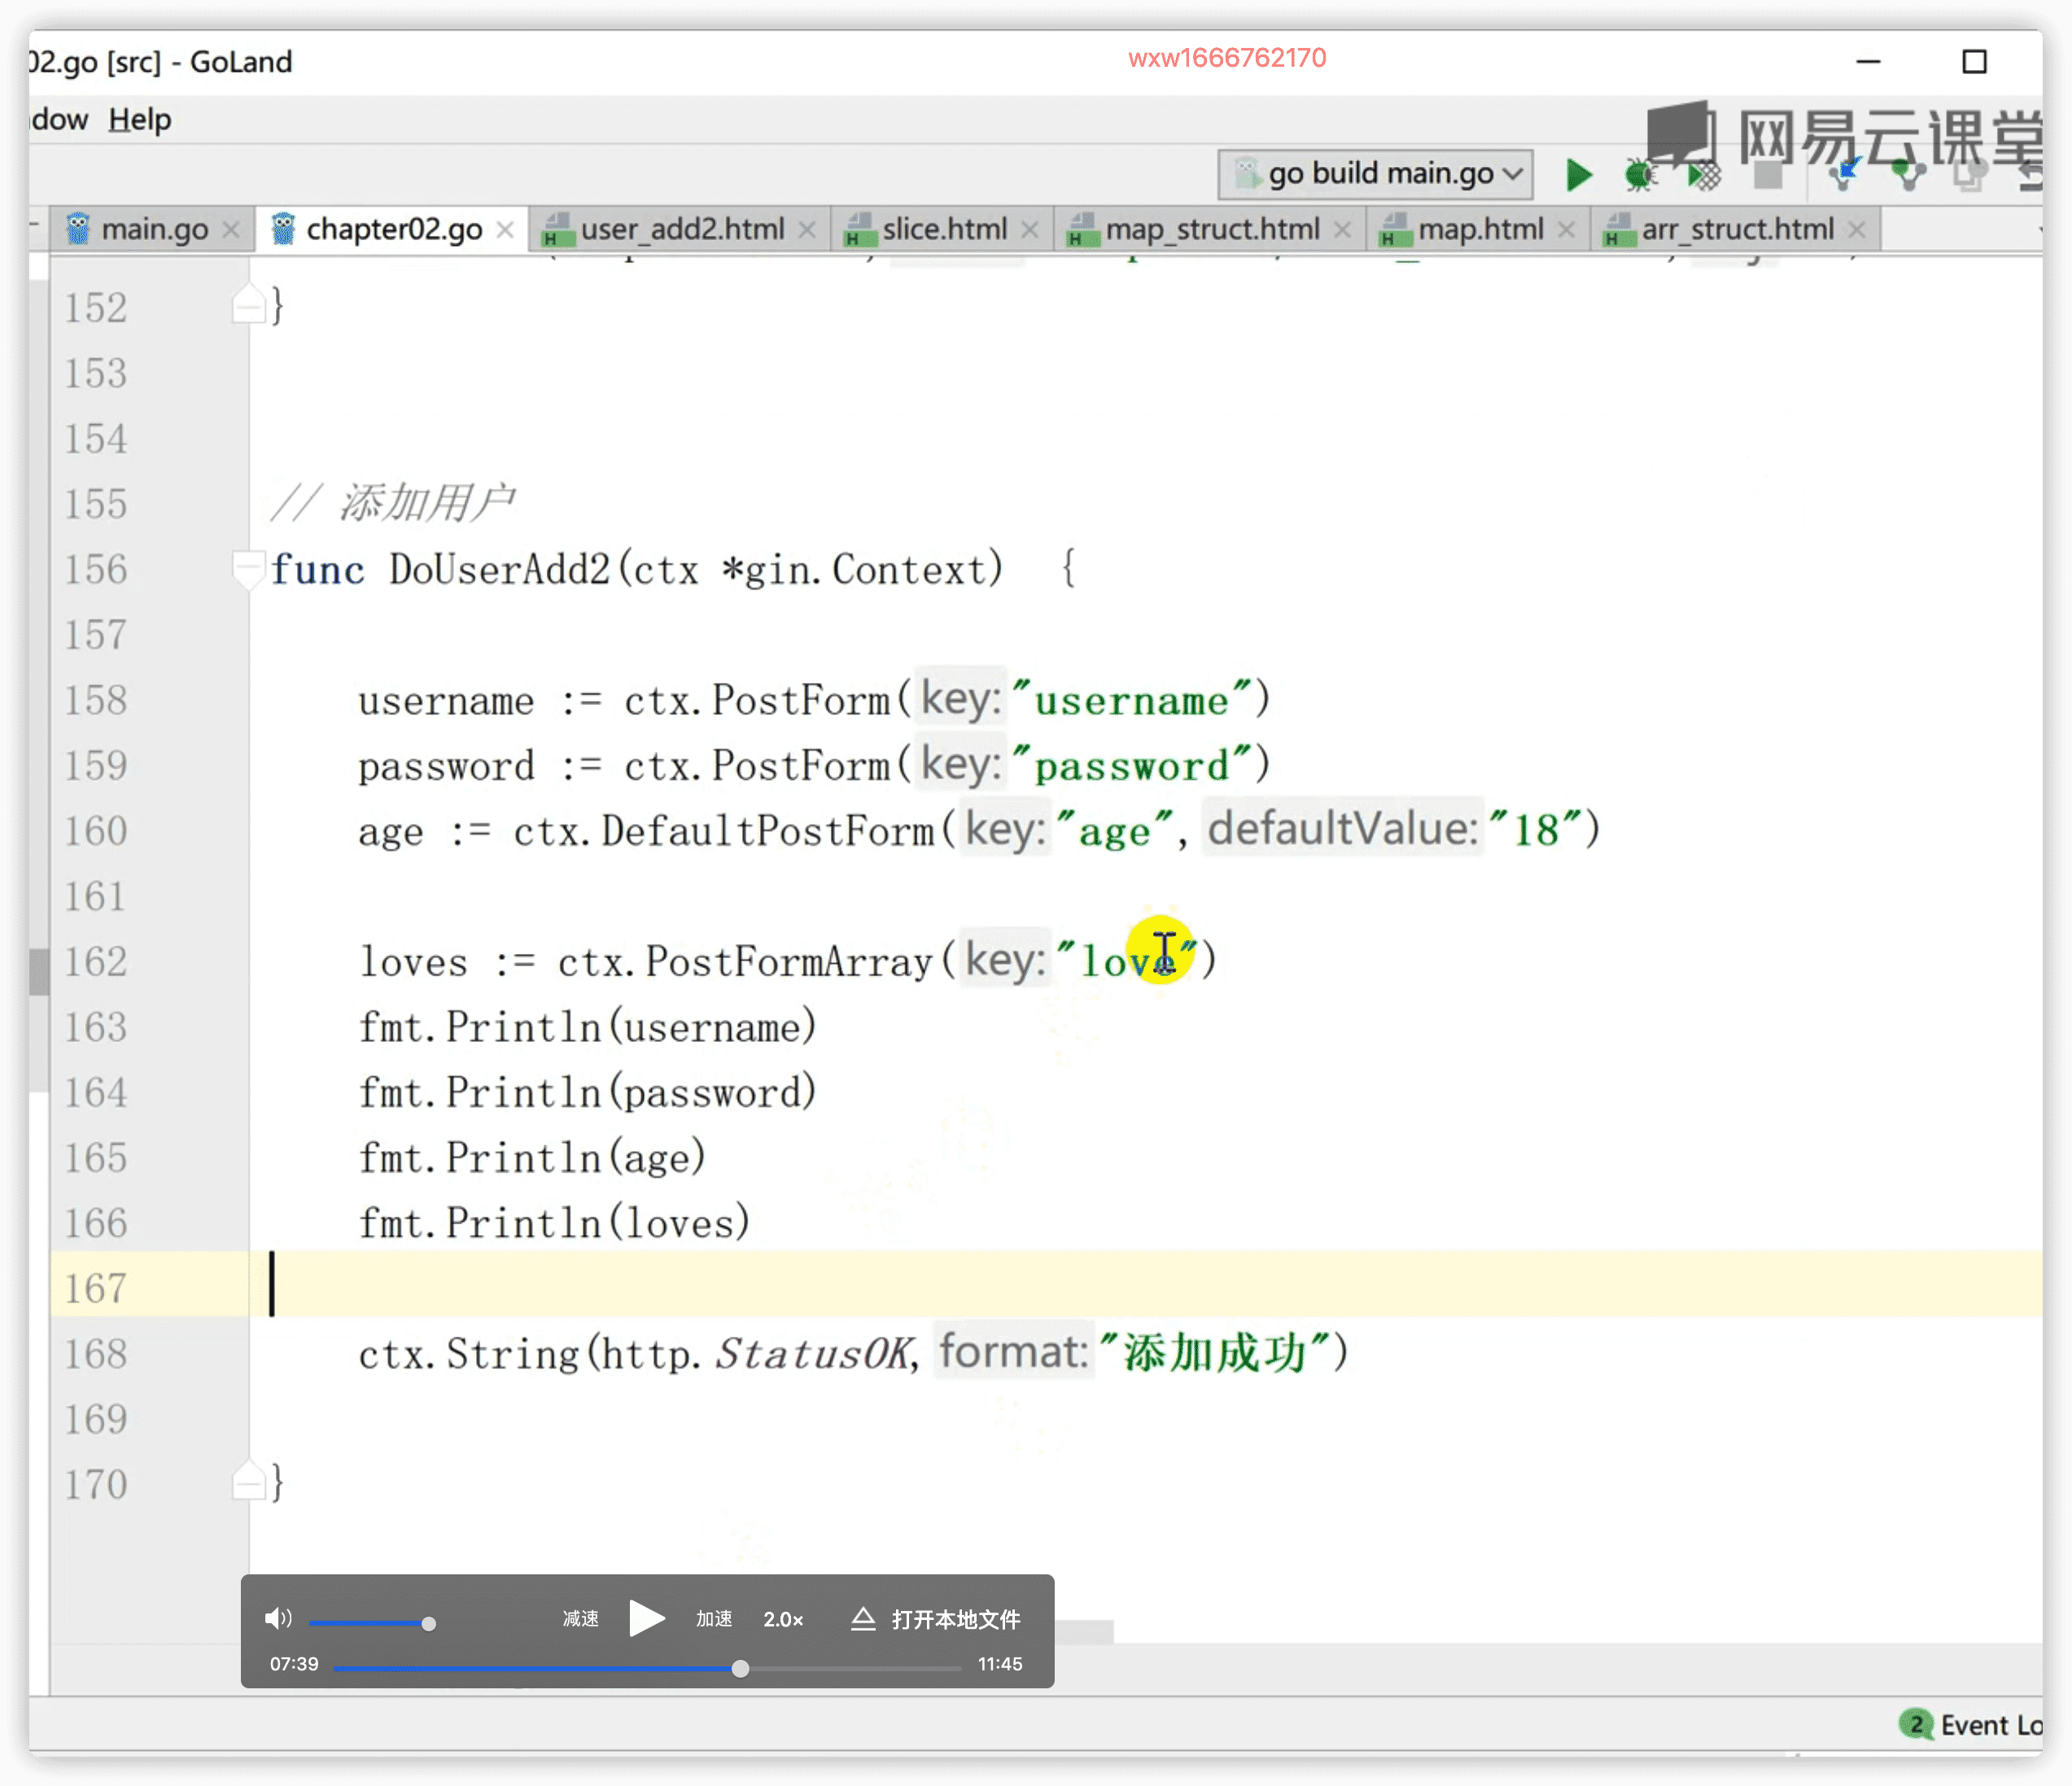 02.go [src] - GoLand
wxw1666762170
dow Help
网易云课堂
go build main.go
main.go
chapter02.go
user_add2.html
slice.html
map_struct.html
map.html
arr_struct.html
152 }
153
154
155 // 添加用户
156 func DoUserAdd2(ctx *gin.Context) {
157
158 username := ctx.PostForm(key:"username")
159 password := ctx.PostForm(key:"password")
160 age := ctx.DefaultPostForm(key:"age", defaultValue:"18")
161
162 loves := ctx.PostFormArray(key:"love")
163 fmt.Println(username)
164 fmt.Println(password)
165 fmt.Println(age)
166 fmt.Println(loves)
167
168 ctx.String(http.StatusOK, format:"添加成功")
169
170 }
减速 加速 2.0× 打开本地文件
07:39 11:45
2 Event Lo